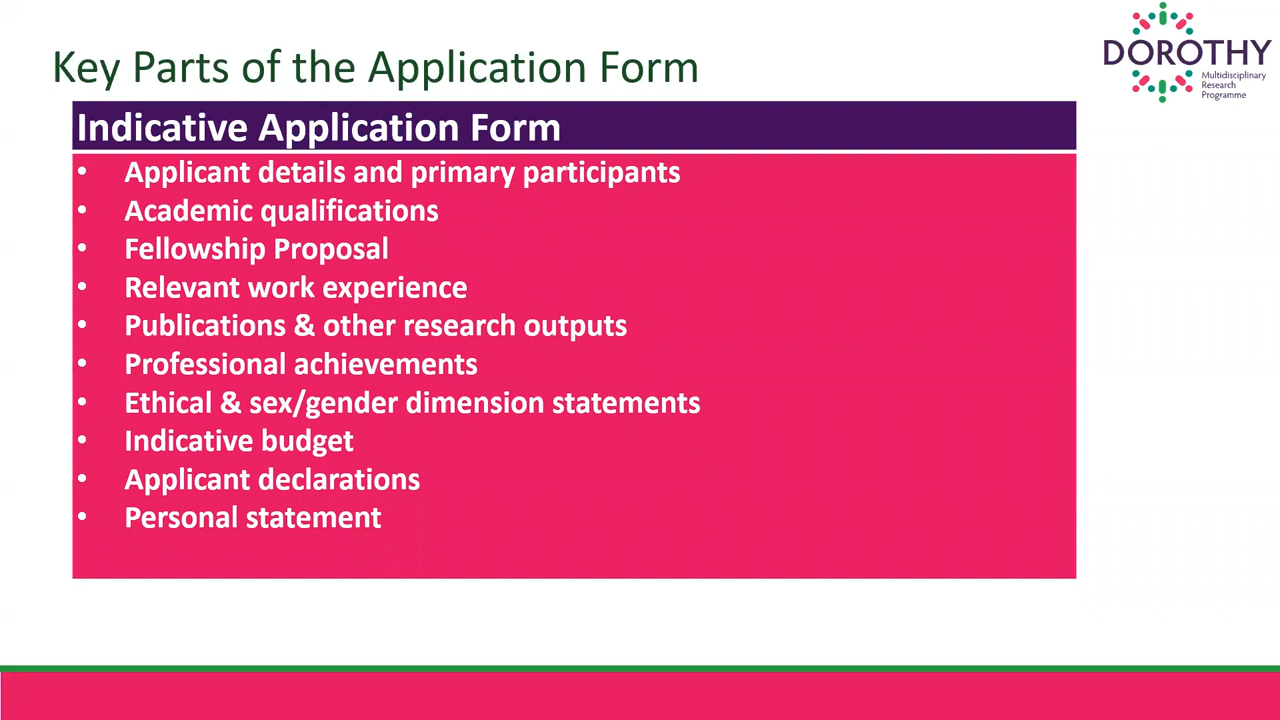 Key Parts of the Application Form
DOROTHY
Multidisciplinary
Research
Programme
Indicative Application Form
• Applicant details and primary participants
• Academic qualifications
• Fellowship Proposal
• Relevant work experience
• Publications & other research outputs
• Professional achievements
• Ethical & sex/gender dimension statements
• Indicative budget
• Applicant declarations
• Personal statement